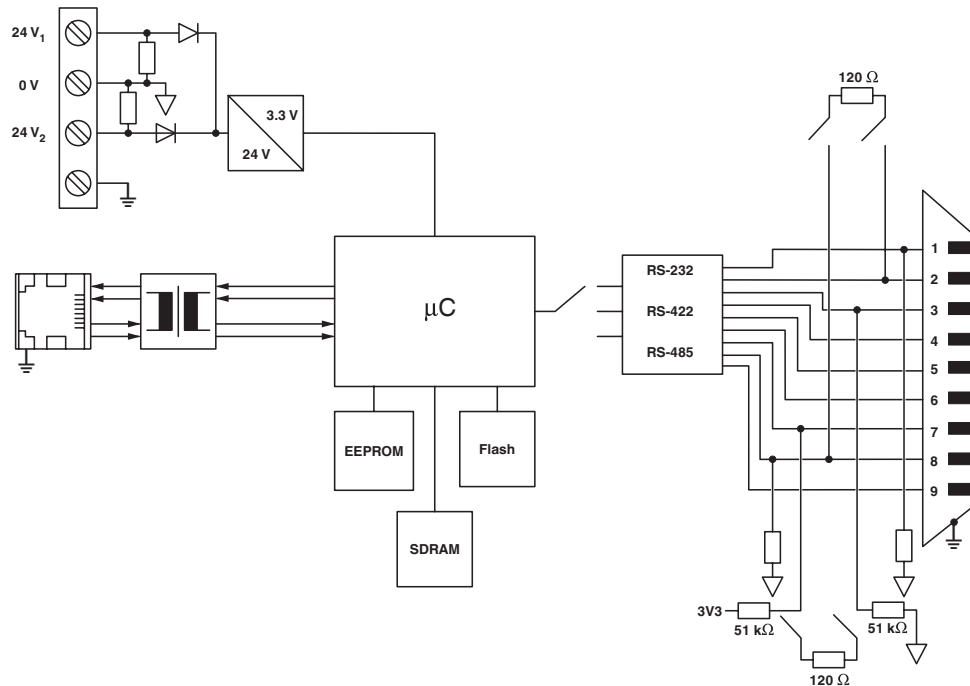 24 V1
0 V
24 V2
3.3 V
24 V
120 Ω
µC
RS-232
RS-422
RS-485
1
2
3
4
5
6
7
8
9
EEPROM
Flash
SDRAM
3V3
51 kΩ
51 kΩ
120 Ω